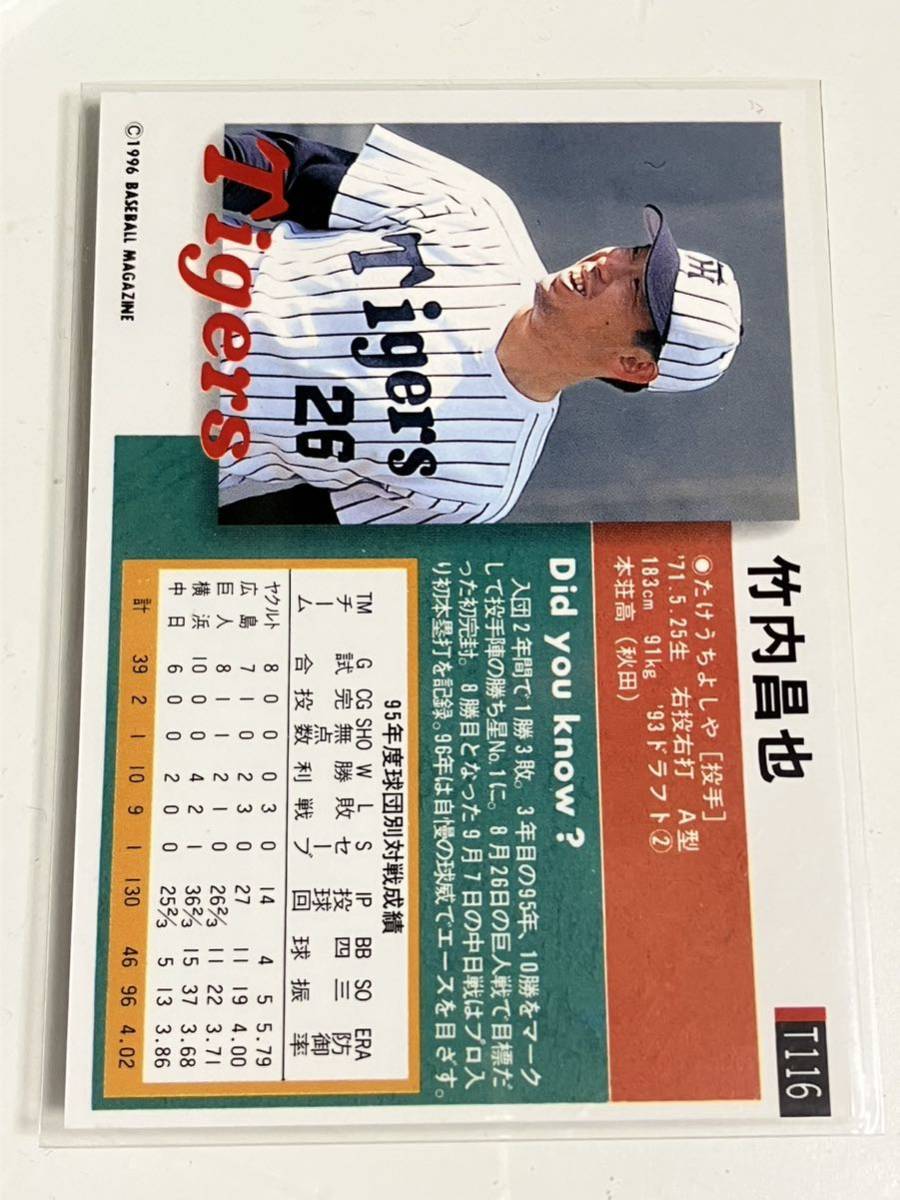 竹内昌也
T116
●たけうちよしや［投手］
'71.5.25生 右投右打 A型
183cm 91kg '93ドラフト②
本荘高（秋田）
Tigers
26
Tigers
Did you know ?
入団2年間で1勝3敗。3年目の95年、10勝をマーク
して投手陣の勝ち星No.1に。8月26日の巨人戦で目標だ
った初完封。8勝目となった9月7日の中日戦はプロ入
り初本塁打を記録。96年は自慢の球威でエースを目ざす。
95年度球団別対戦成績
TM G CG SHO W L S IP BB SO ERA
チーム 試合 完投 無点数 勝利 敗戦 セーブ 投球回 四球 三振 防御率
ヤクルト 8 0 0 0 3 0 14 4 5 5.79
広島 7 1 0 2 3 0 27 11 19 4.00
巨人 8 1 1 2 1 0 26⅔ 11 22 3.71
横浜 10 0 0 4 2 1 36⅔ 15 37 3.68
中日 6 0 0 2 0 0 25⅔ 5 13 3.86
計 39 2 1 10 9 1 130 46 96 4.02
©1996 BASEBALL MAGAZINE